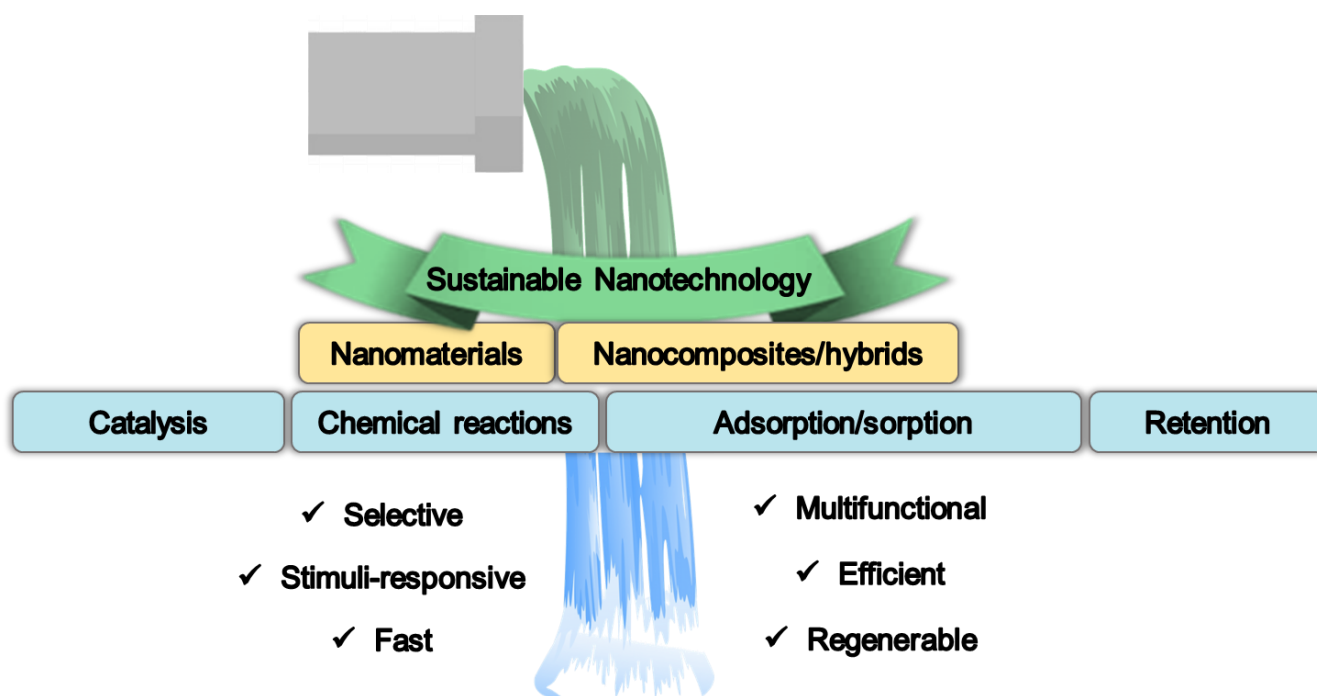 Sustainable Nanotechnology
Nanomaterials
Nanocomposites/hybrids
Catalysis
Chemical reactions
Adsorption/sorption
Retention
✓ Selective
✓ Stimuli-responsive
✓ Fast
✓ Multifunctional
✓ Efficient
✓ Regenerable